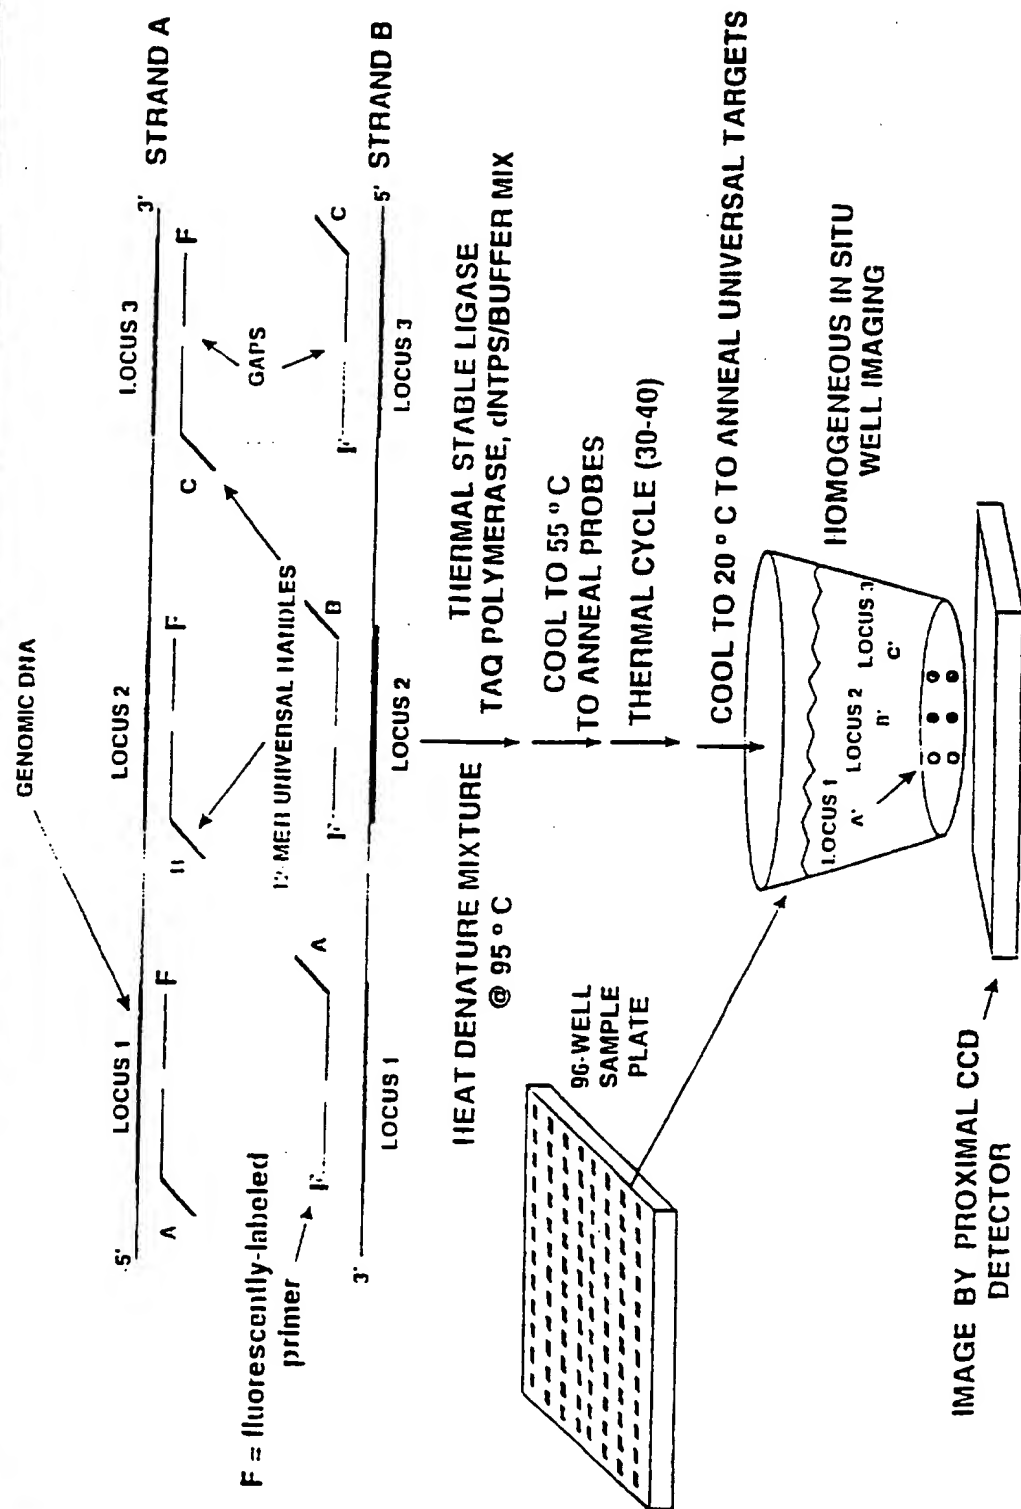 GENOMIC DNA
5'
LOCUS 1
LOCUS 2
LOCUS 3
3'
STRAND A
A
F
F
C
F
GAPS
12-MER UNIVERSAL HANDLES
F = fluorescently-labeled
primer
F
A
F
B
F
C
3'
LOCUS 1
LOCUS 2
LOCUS 3
5'
STRAND B
HEAT DENATURE MIXTURE
@ 95 °C
THERMAL STABLE LIGASE
TAQ POLYMERASE, dNTPS/BUFFER MIX
COOL TO 55 °C
TO ANNEAL PROBES
THERMAL CYCLE (30-40)
COOL TO 20 °C TO ANNEAL UNIVERSAL TARGETS
96-WELL
SAMPLE
PLATE
LOCUS 1
LOCUS 2
LOCUS 3
A'
B'
C'
HOMOGENEOUS IN SITU
WELL IMAGING
IMAGE BY PROXIMAL CCD
DETECTOR